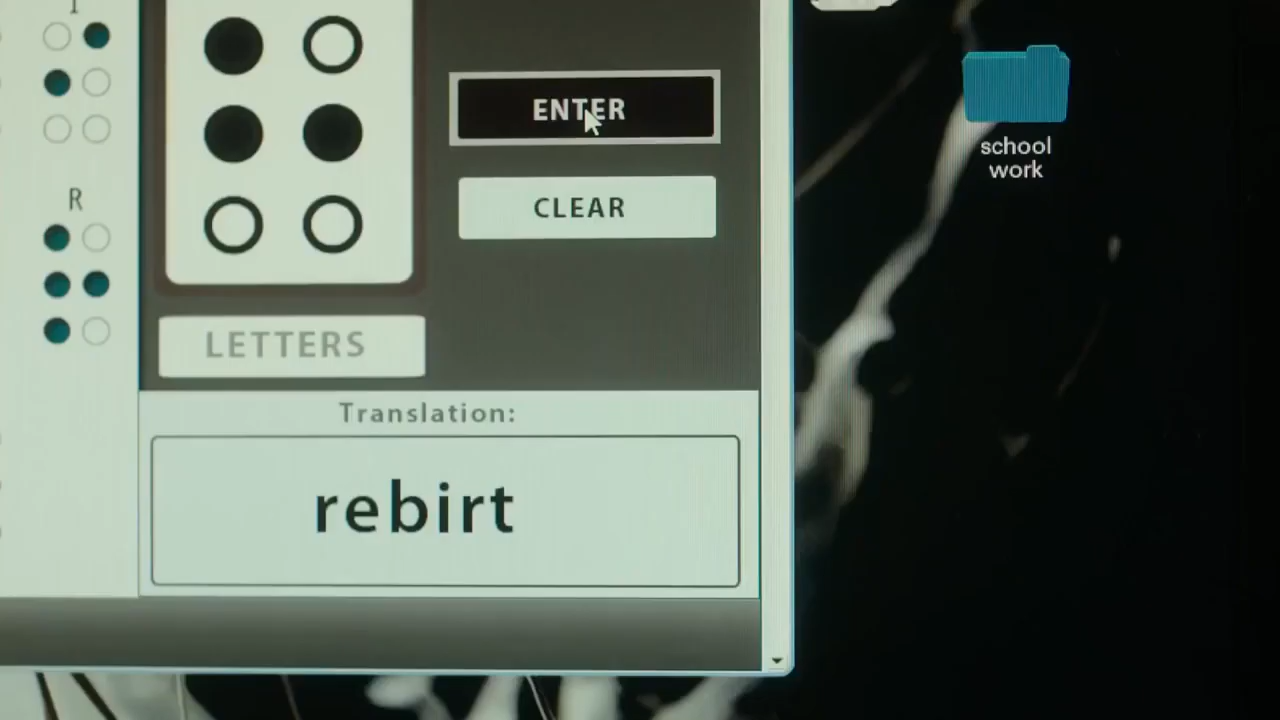 I
R
ENTER
CLEAR
LETTERS
Translation:
rebirt
school
work